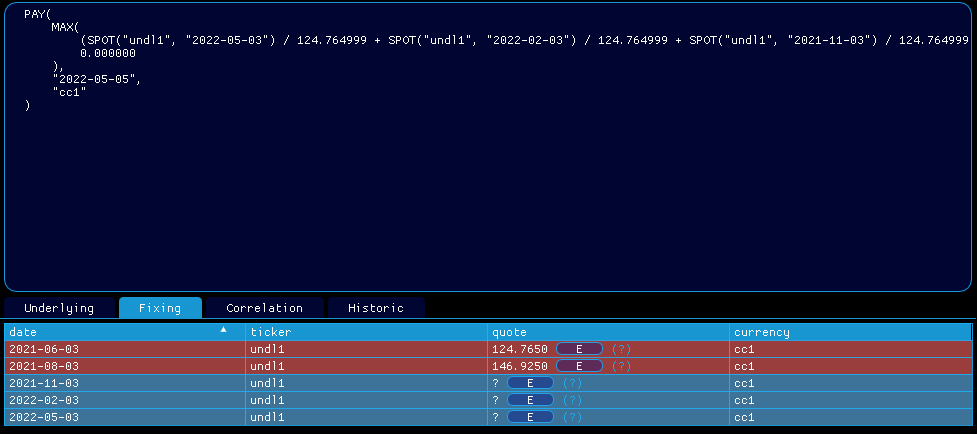 PAY(
MAX(
(SPOT("undl1", "2022-05-03") / 124.764999 + SPOT("undl1", "2022-02-03") / 124.764999 + SPOT("undl1", "2021-11-03") / 124.764999
0.000000
),
"2022-05-05",
"cc1"
)
Underlying Fixing Correlation Historic
date ▲ ticker quote currency
2021-06-03 undl1 124.7650 E (?) cc1
2021-08-03 undl1 146.9250 E (?) cc1
2021-11-03 undl1 ? E (?) cc1
2022-02-03 undl1 ? E (?) cc1
2022-05-03 undl1 ? E (?) cc1